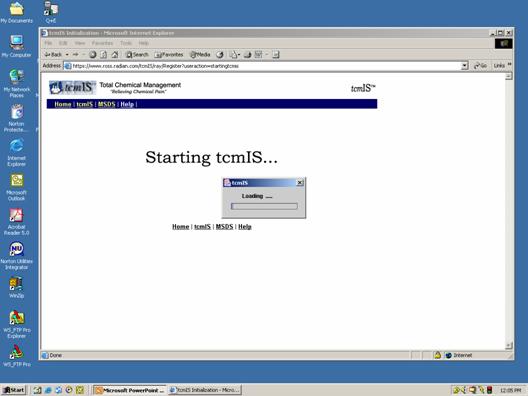 My Documents
Q+E
My Computer
My Network Places
Norton Protecte...
Internet Explorer
Microsoft Outlook
Acrobat Reader 5.0
Norton Utilities Integrator
WinZip
WS_FTP Pro Explorer
WS_FTP Pro
tcmIS Initialization - Microsoft Internet Explorer
File Edit View Favorites Tools Help
Back Search Favorites Media
Address https://www.ross.radian.com/tcmIS/ray/Register?useraction=startingtcmis Go Links »
tcmIS Total Chemical Management tcmIS™
"Relieving Chemical Pain"
Home | tcmIS | MSDS | Help |
Starting tcmIS...
tcmIS
Loading ....
Home | tcmIS | MSDS | Help
Done Internet
Start Microsoft PowerPoint ... tcmIS Initialization - Micro... 12:05 PM